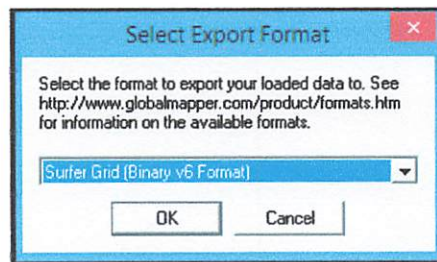 Select Export Format
Select the format to export your loaded data to. See
http://www.globalmapper.com/product/formats.htm
for information on the available formats.
Surfer Grid (Binary v6 Format)
OK
Cancel